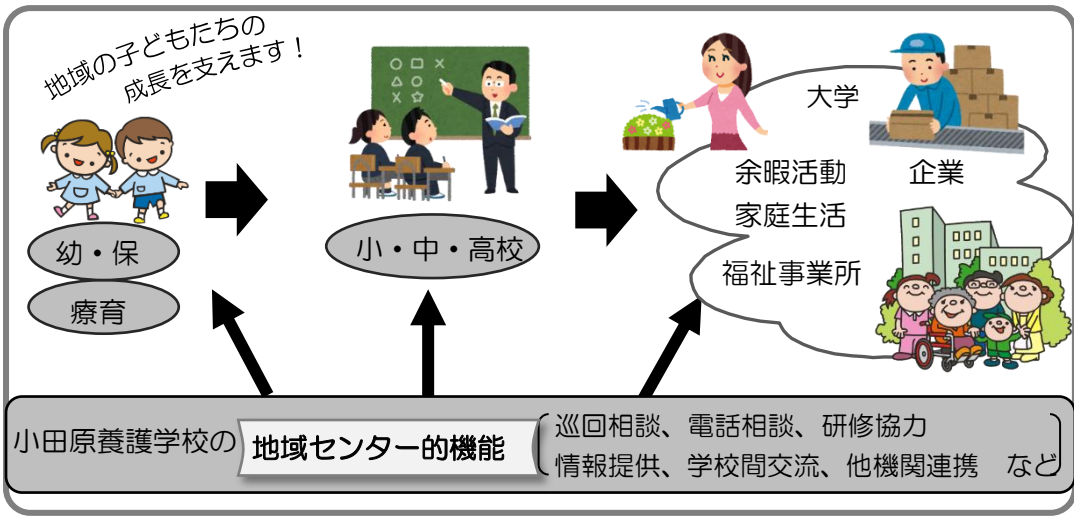 地域の子どもたちの
成長を支えます！
幼・保
療育
小・中・高校
大学
余暇活動　企業
家庭生活
福祉事業所
小田原養護学校の
地域センター的機能
巡回相談、電話相談、研修協力
情報提供、学校間交流、他機関連携　など